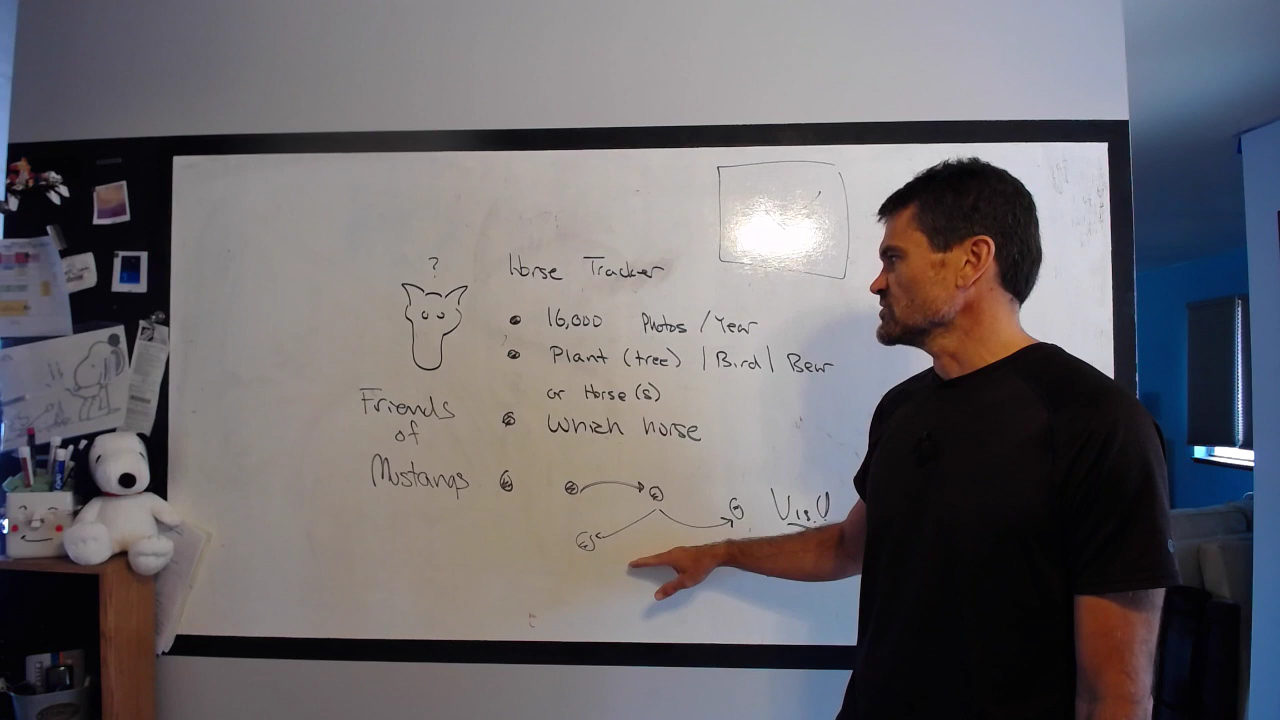 ?
Horse Tracker
16,000 Photos / Year
Plant (tree) | Bird | Bear
or Horse(s)
Which horse
Friends
of
Mustangs